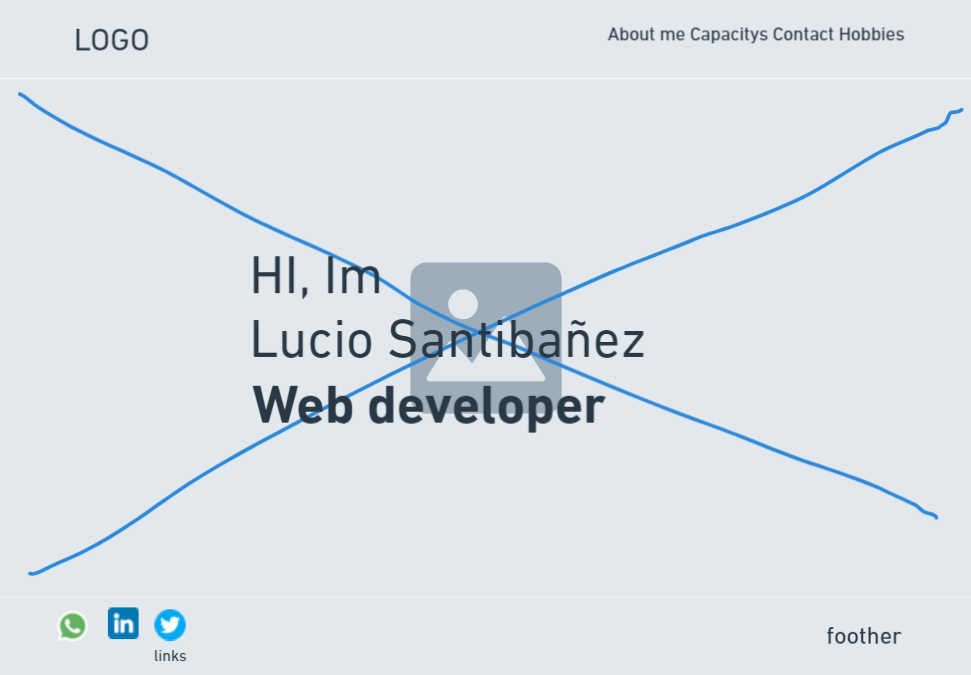 LOGO
About me Capacitys Contact Hobbies
HI, Im
Lucio Santibañez
Web developer
in
links
foother